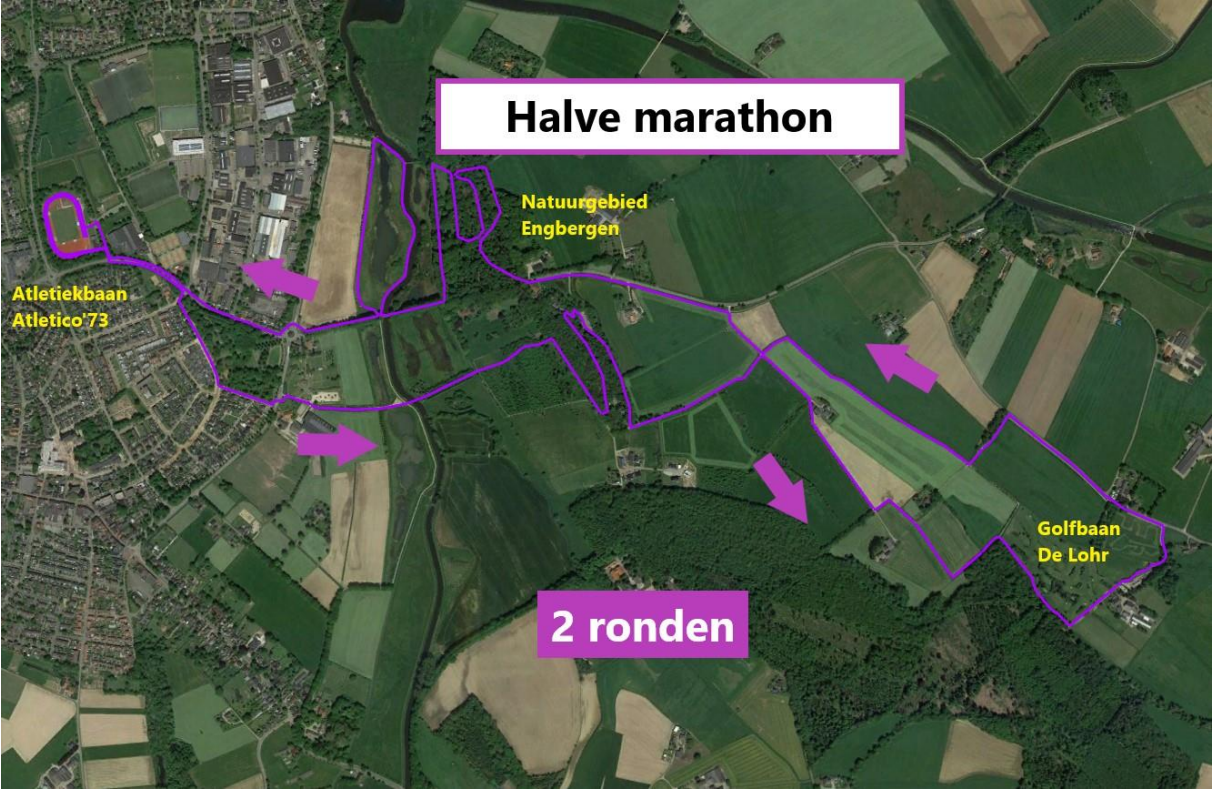 Halve marathon
Natuurgebied
Engbergen
Atletiekbaan
Atletico'73
Golfbaan
De Lohr
2 ronden